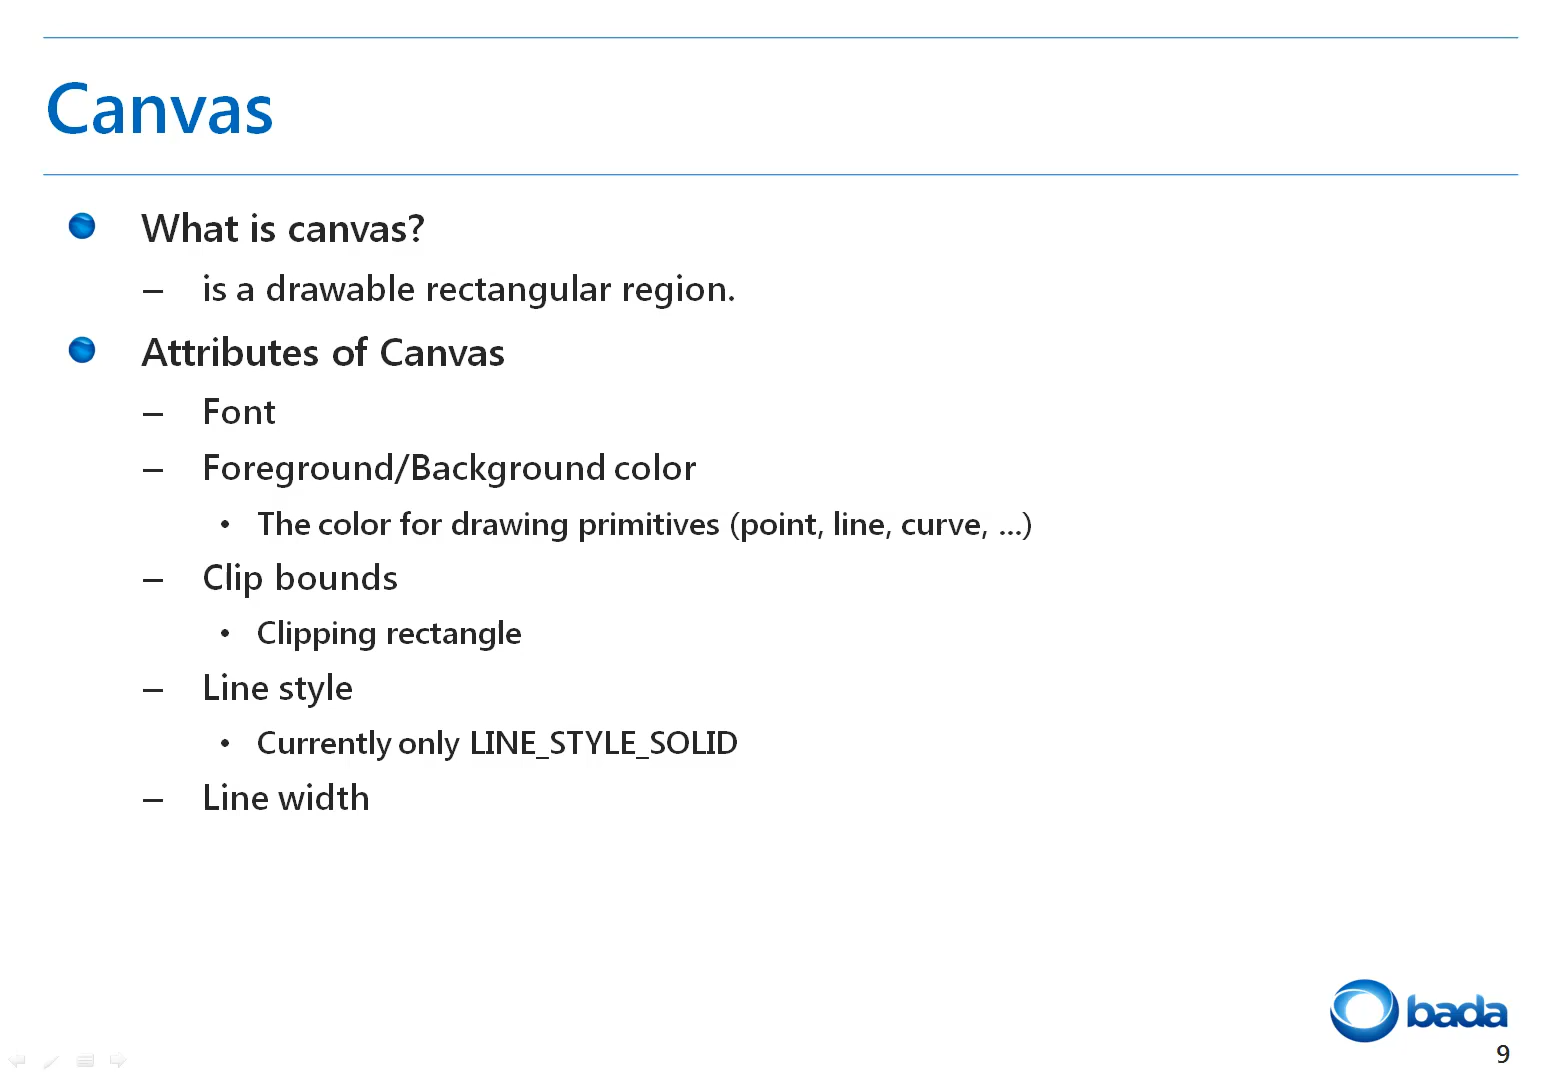 Canvas
What is canvas?
– is a drawable rectangular region.
Attributes of Canvas
– Font
– Foreground/Background color
• The color for drawing primitives (point, line, curve, ...)
– Clip bounds
• Clipping rectangle
– Line style
• Currently only LINE_STYLE_SOLID
– Line width
bada
9